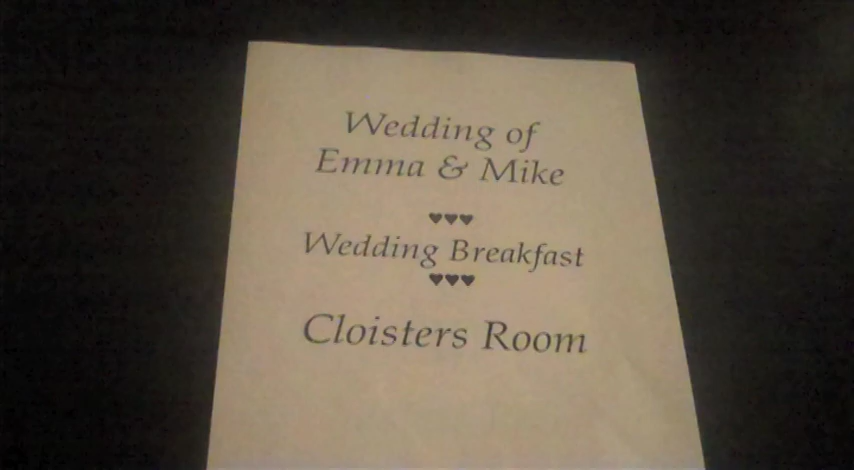 Wedding of
Emma & Mike
♥♥♥
Wedding Breakfast
♥♥♥
Cloisters Room